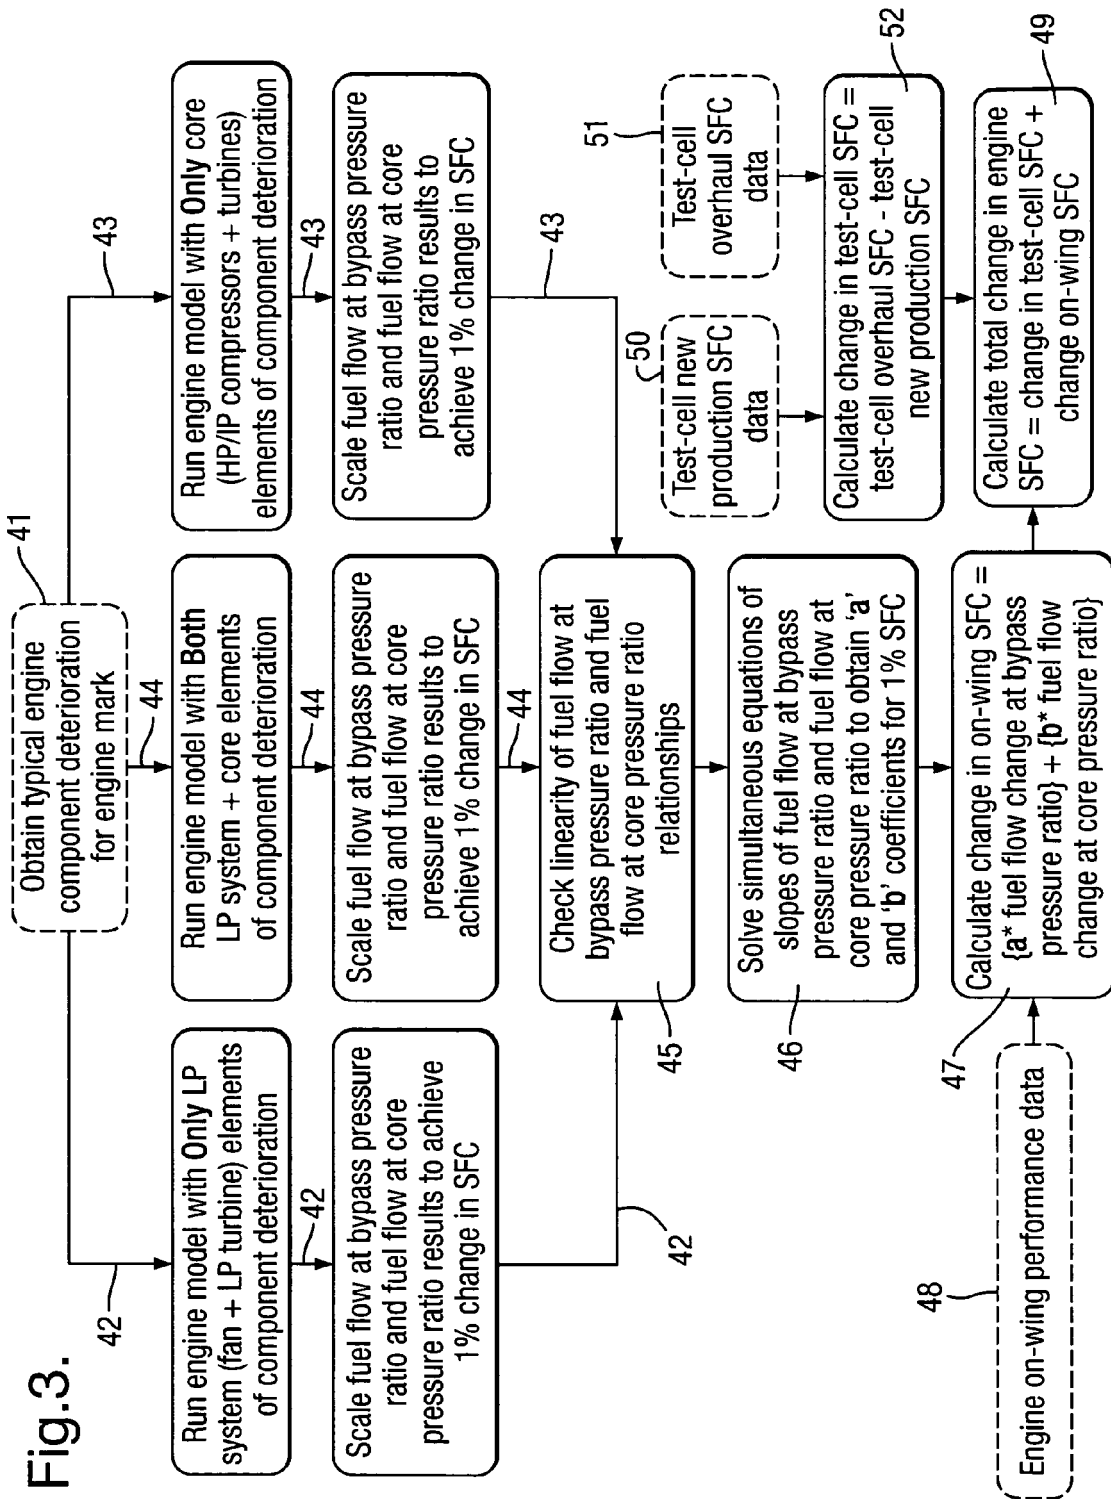 Fig.3.
41
Obtain typical engine
component deterioration
for engine mark
42
44
43
Run engine model with Only LP
system (fan + LP turbine) elements
of component deterioration
Run engine model with Both
LP system + core elements
of component deterioration
Run engine model with Only core
(HP/IP compressors + turbines)
elements of component deterioration
42
44
43
Scale fuel flow at bypass pressure
ratio and fuel flow at core
pressure ratio results to achieve
1% change in SFC
Scale fuel flow at bypass pressure
ratio and fuel flow at core
pressure ratio results to
achieve 1% change in SFC
Scale fuel flow at bypass pressure
ratio and fuel flow at core
pressure ratio results to
achieve 1% change in SFC
42
44
43
Check linearity of fuel flow at
bypass pressure ratio and fuel
flow at core pressure ratio
relationships
45
Solve simultaneous equations of
slopes of fuel flow at bypass
pressure ratio and fuel flow at
core pressure ratio to obtain ‘a’
and ‘b’ coefficients for 1% SFC
46
50
Test-cell new
production SFC
data
51
Test-cell
overhaul SFC
data
Calculate change in test-cell SFC =
test-cell overhaul SFC - test-cell
new production SFC
52
48
Engine on-wing performance data
47
Calculate change in on-wing SFC =
{a* fuel flow change at bypass
pressure ratio} + {b* fuel flow
change at core pressure ratio}
Calculate total change in engine
SFC = change in test-cell SFC +
change on-wing SFC
49